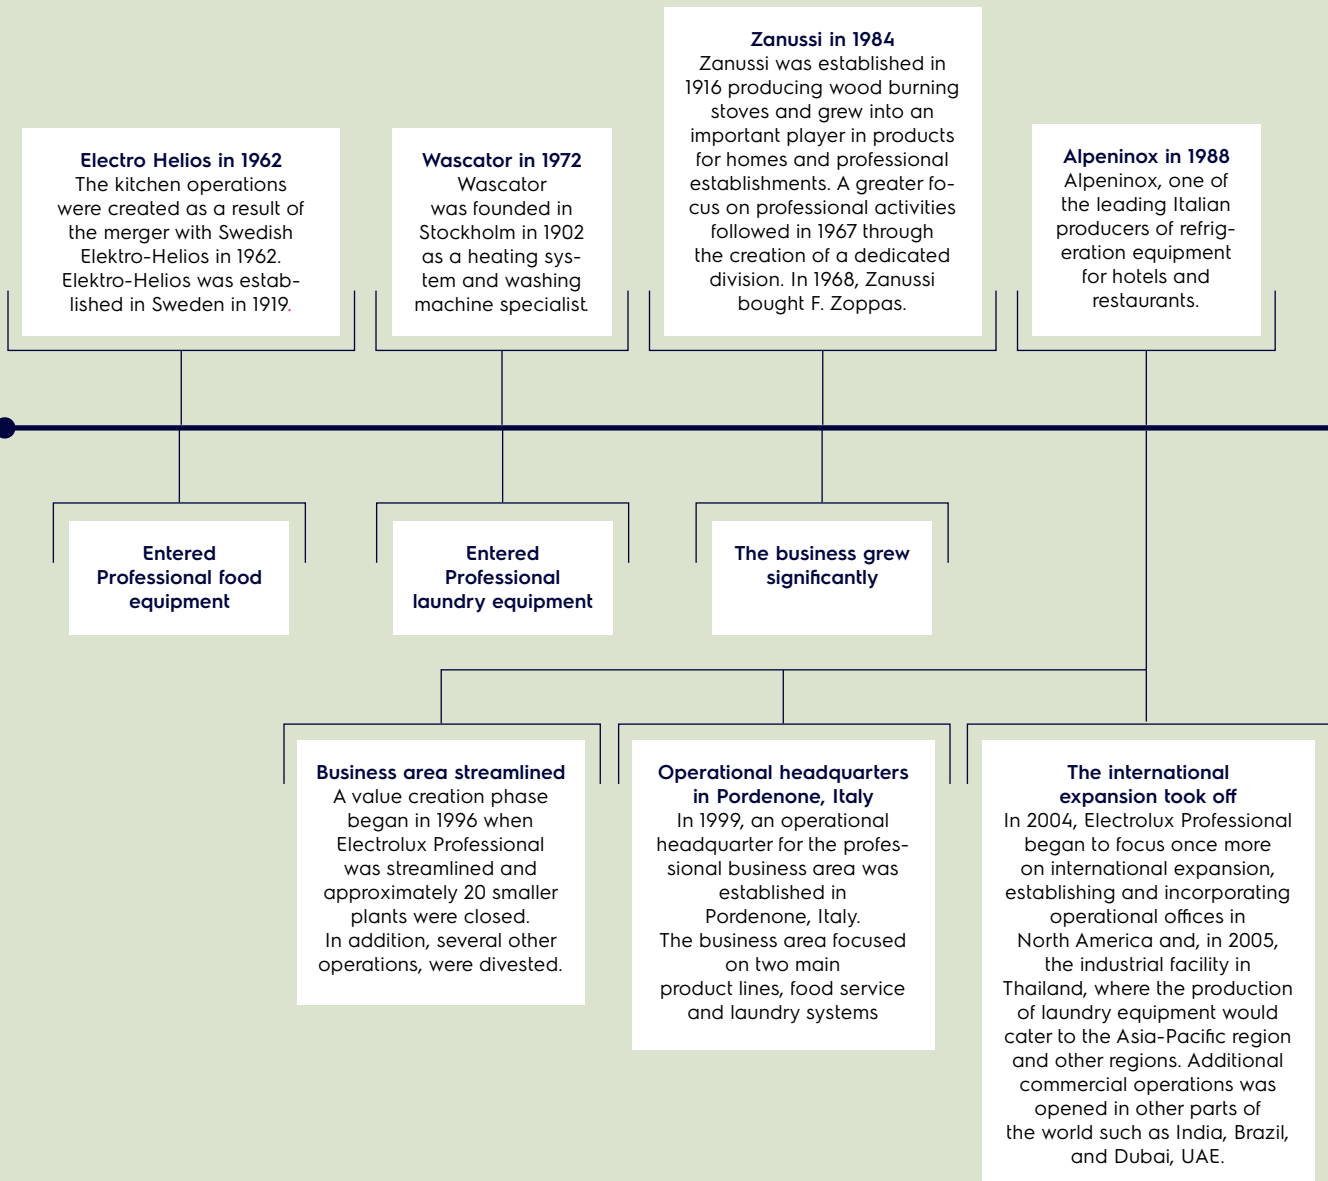 Electro Helios in 1962
The kitchen operations
were created as a result of
the merger with Swedish
Elektro-Helios in 1962.
Elektro-Helios was estab-
lished in Sweden in 1919.
Wascator in 1972
Wascator
was founded in
Stockholm in 1902
as a heating sys-
tem and washing
machine specialist.
Zanussi in 1984
Zanussi was established in
1916 producing wood burning
stoves and grew into an
important player in products
for homes and professional
establishments. A greater fo-
cus on professional activities
followed in 1967 through
the creation of a dedicated
division. In 1968, Zanussi
bought F. Zoppas.
Alpeninox in 1988
Alpeninox, one of
the leading Italian
producers of refrig-
eration equipment
for hotels and
restaurants.
Entered
Professional food
equipment
Entered
Professional
laundry equipment
The business grew
significantly
Business area streamlined
A value creation phase
began in 1996 when
Electrolux Professional
was streamlined and
approximately 20 smaller
plants were closed.
In addition, several other
operations, were divested.
Operational headquarters
in Pordenone, Italy
In 1999, an operational
headquarter for the profes-
sional business area was
established in
Pordenone, Italy.
The business area focused
on two main
product lines, food service
and laundry systems
The international
expansion took off
In 2004, Electrolux Professional
began to focus once more
on international expansion,
establishing and incorporating
operational offices in
North America and, in 2005,
the industrial facility in
Thailand, where the production
of laundry equipment would
cater to the Asia-Pacific region
and other regions. Additional
commercial operations was
opened in other parts of
the world such as India, Brazil,
and Dubai, UAE.